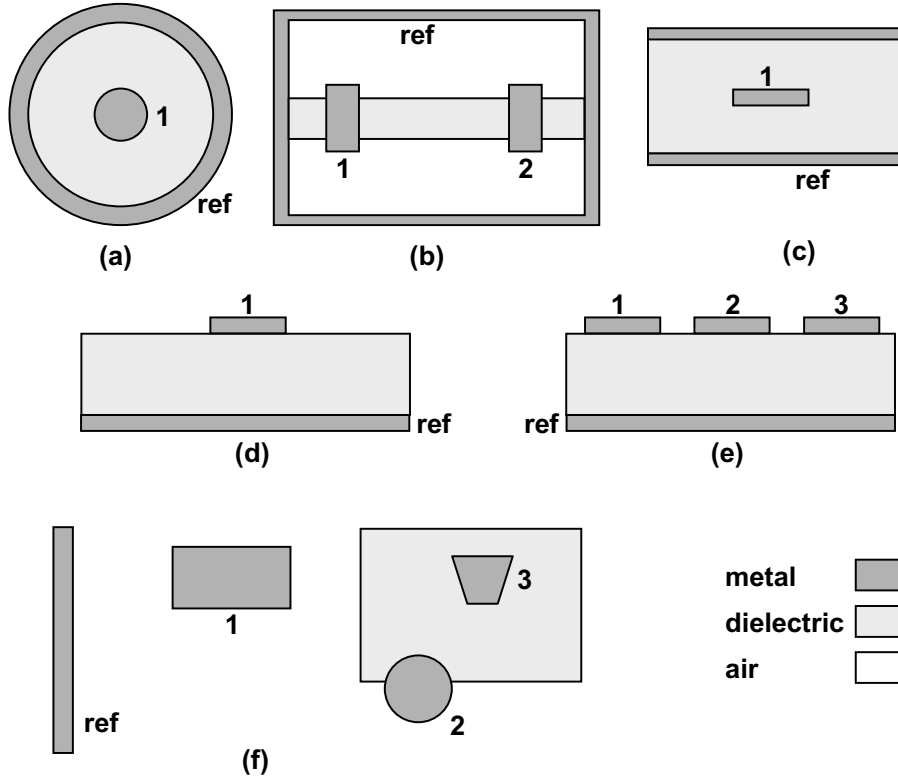 ref
1
1
1
ref
1
2
ref
(a)
(b)
(c)
1
ref
(d)
1
2
3
ref
(e)
1
3
2
ref
(f)
metal
dielectric
air